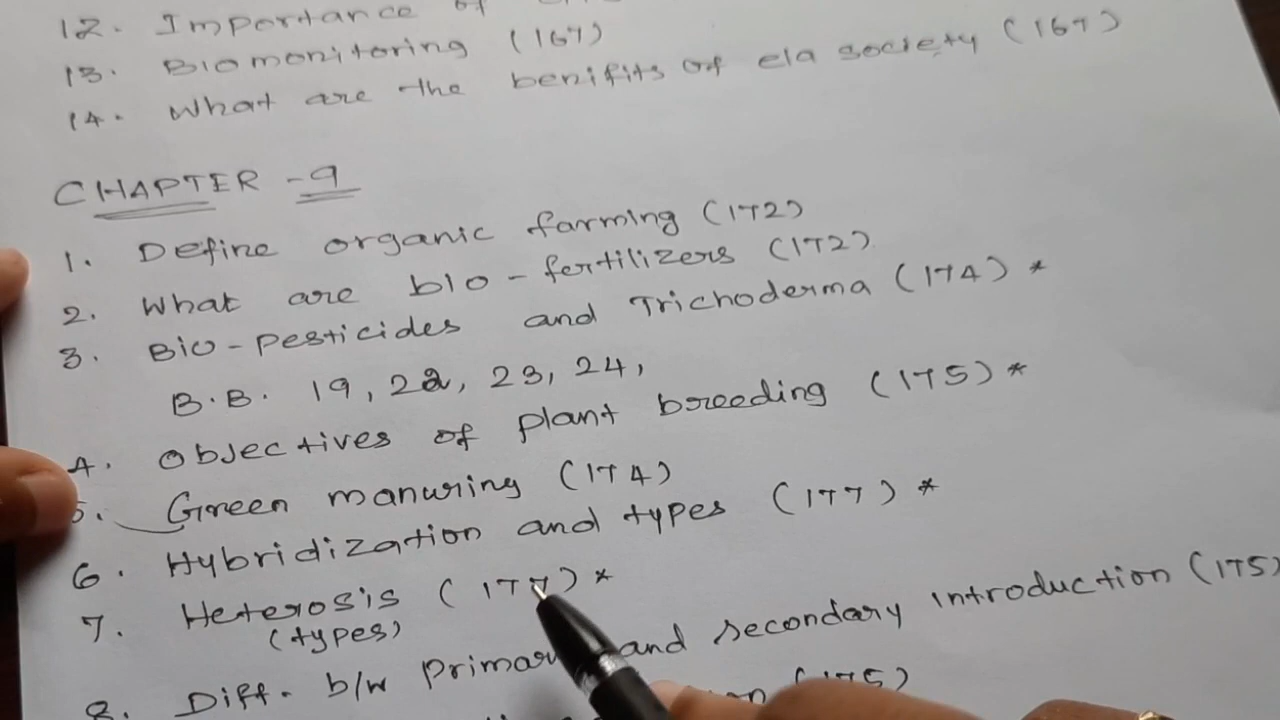 12. Importance of
13. Biomonitoring (167)
14. What are the benifits of ela society (167)
CHAPTER - 9
1. Define organic farming (172)
2. What are bio-fertilizers (172)
3. Bio-pesticides and Trichoderma (174) *
B.B. 19, 22, 23, 24,
4. Objectives of plant breeding (175) *
5. Green manuring (174)
6. Hybridization and types (177) *
7. Heterosis (177) *
(types)
8. Diff. b/w Primary and secondary introduction (175)
(175)